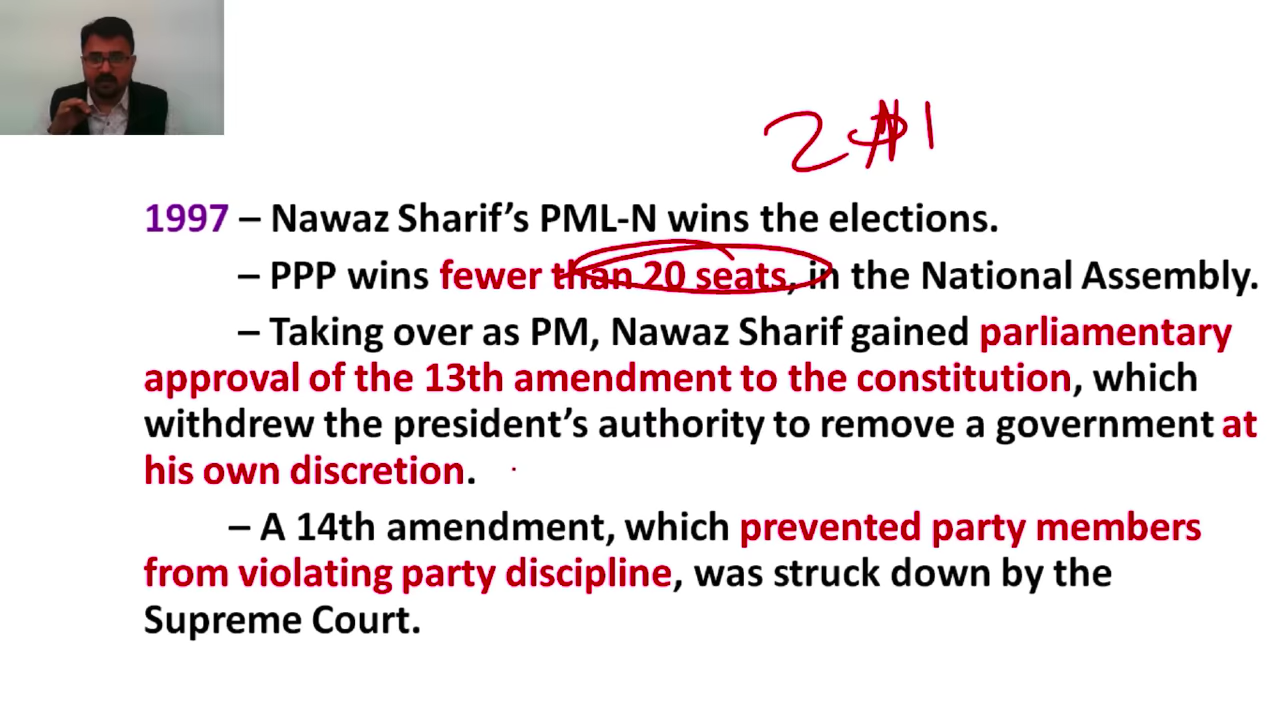 1997 – Nawaz Sharif’s PML-N wins the elections.
– PPP wins fewer than 20 seats, in the National Assembly.
– Taking over as PM, Nawaz Sharif gained parliamentary
approval of the 13th amendment to the constitution, which
withdrew the president’s authority to remove a government at
his own discretion.
– A 14th amendment, which prevented party members
from violating party discipline, was struck down by the
Supreme Court.